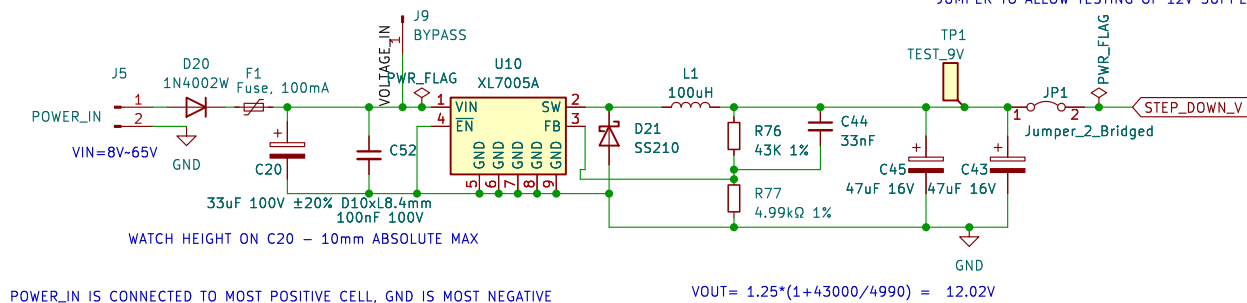 JUMPER TO ALLOW TESTING OF 12V
J9
BYPASS
VOLTAGE_IN
1
TP1
TEST_9V
PWR_FLAG
D20
1N4002W
F1
Fuse, 100mA
PWR_FLAG
U10
XL7005A
L1
100uH
JP1
J5
1
2
POWER_IN
VIN=8V~65V
GND
1 VIN
4 EN
SW 2
FB 3
GND GND GND GND GND
5 6 7 8 9
D21
SS210
R76
43K 1%
C44
33nF
1 2
Jumper_2_Bridged
STEP_DOWN_V
+
C20
33uF 100V ±20% D10xL8.4mm
C52
100nF 100V
R77
4.99kΩ 1%
+
C45
47uF 16V
+
C43
47uF 16V
WATCH HEIGHT ON C20 - 10mm ABSOLUTE MAX
GND
POWER_IN IS CONNECTED TO MOST POSITIVE CELL, GND IS MOST NEGATIVE
VOUT= 1.25*(1+43000/4990) = 12.02V